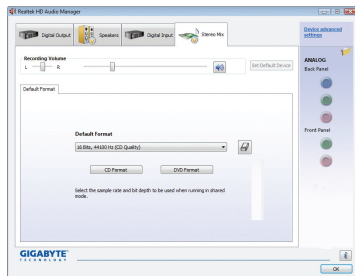 Realtek HD Audio Manager
Digital Output
Speakers
Digital Input
Stereo Mix
Device advanced
settings
Recording Volume
L
R
Set Default Device
ANALOG
Back Panel
Default Format
Front Panel
Default Format
16 Bits, 44100 Hz (CD Quality)
CD Format
DVD Format
Select the sample rate and bit depth to be used when running in shared
mode.
GIGABYTE
TECHNOLOGY
OK